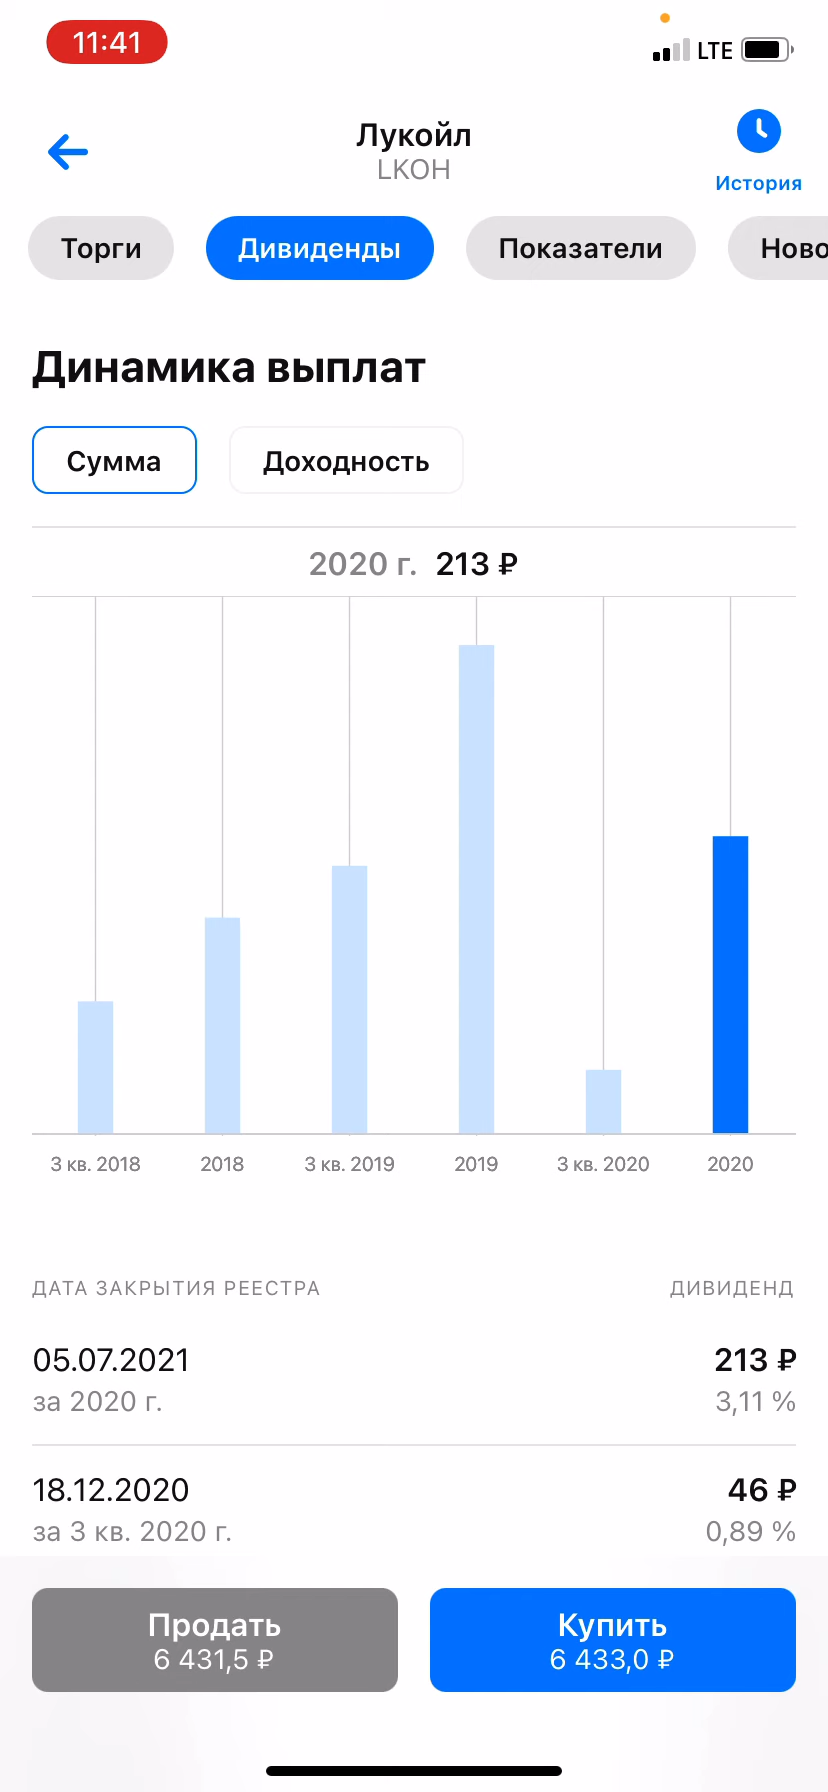 11:41
LTE
Лукойл
LKOH
История
Торги
Дивиденды
Показатели
Ново
Динамика выплат
Сумма
Доходность
2020 г. 213 ₽
3 кв. 2018
2018
3 кв. 2019
2019
3 кв. 2020
2020
ДАТА ЗАКРЫТИЯ РЕЕСТРА
ДИВИДЕНД
05.07.2021
213 ₽
за 2020 г.
3,11 %
18.12.2020
46 ₽
за 3 кв. 2020 г.
0,89 %
Продать
6 431,5 ₽
Купить
6 433,0 ₽